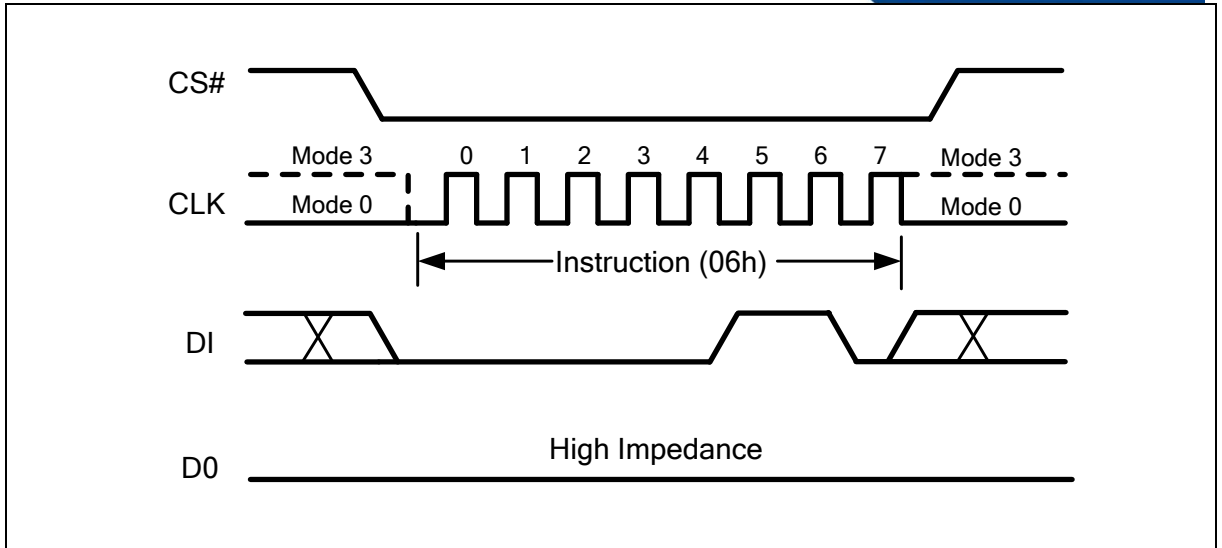 CS#
Mode 3 0 1 2 3 4 5 6 7 Mode 3
CLK Mode 0 Mode 0
Instruction (06h)
DI
High Impedance
D0